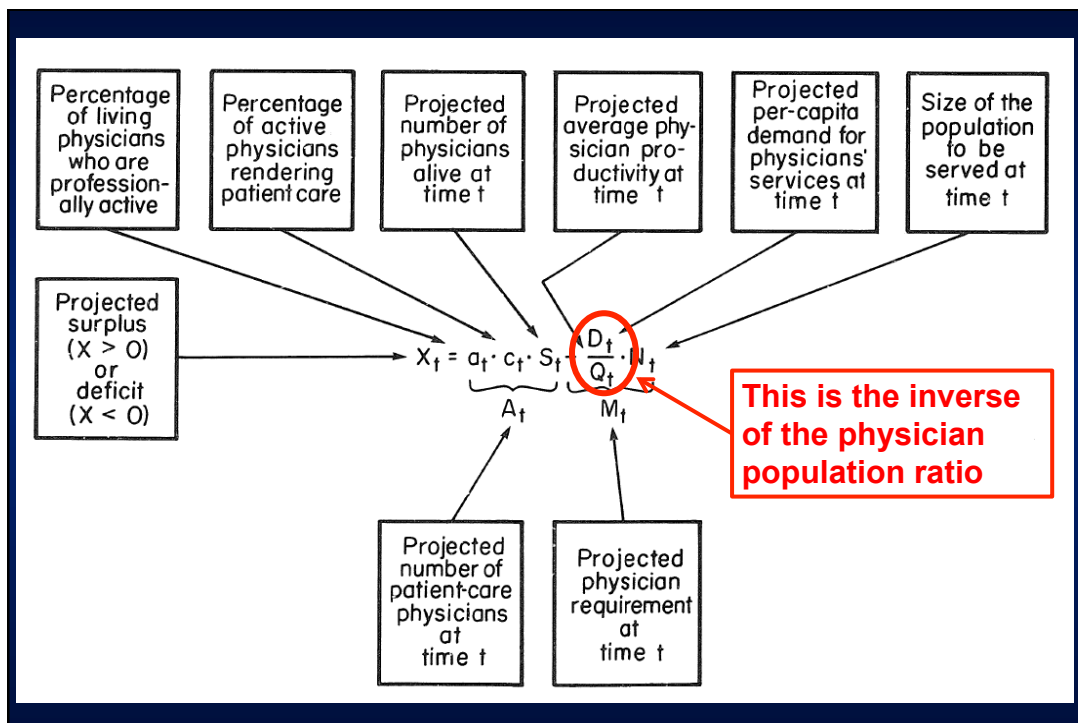 Percentage
of living
physicians
who are
profession-
ally active
Percentage
of active
physicians
rendering
patient care
Projected
number of
physicians
alive at
time t
Projected
average phy-
sician pro-
ductivity at
time t
Projected
per-capita
demand for
physicians'
services at
time t
Size of the
population
to be
served at
time t
Projected
surplus
(X > O)
or
deficit
(X < O)
Xt = at · ct · St - Dt/Qt · Nt
At
Mt
This is the inverse
of the physician
population ratio
Projected
number of
patient-care
physicians
at
time t
Projected
physician
requirement
at
time t